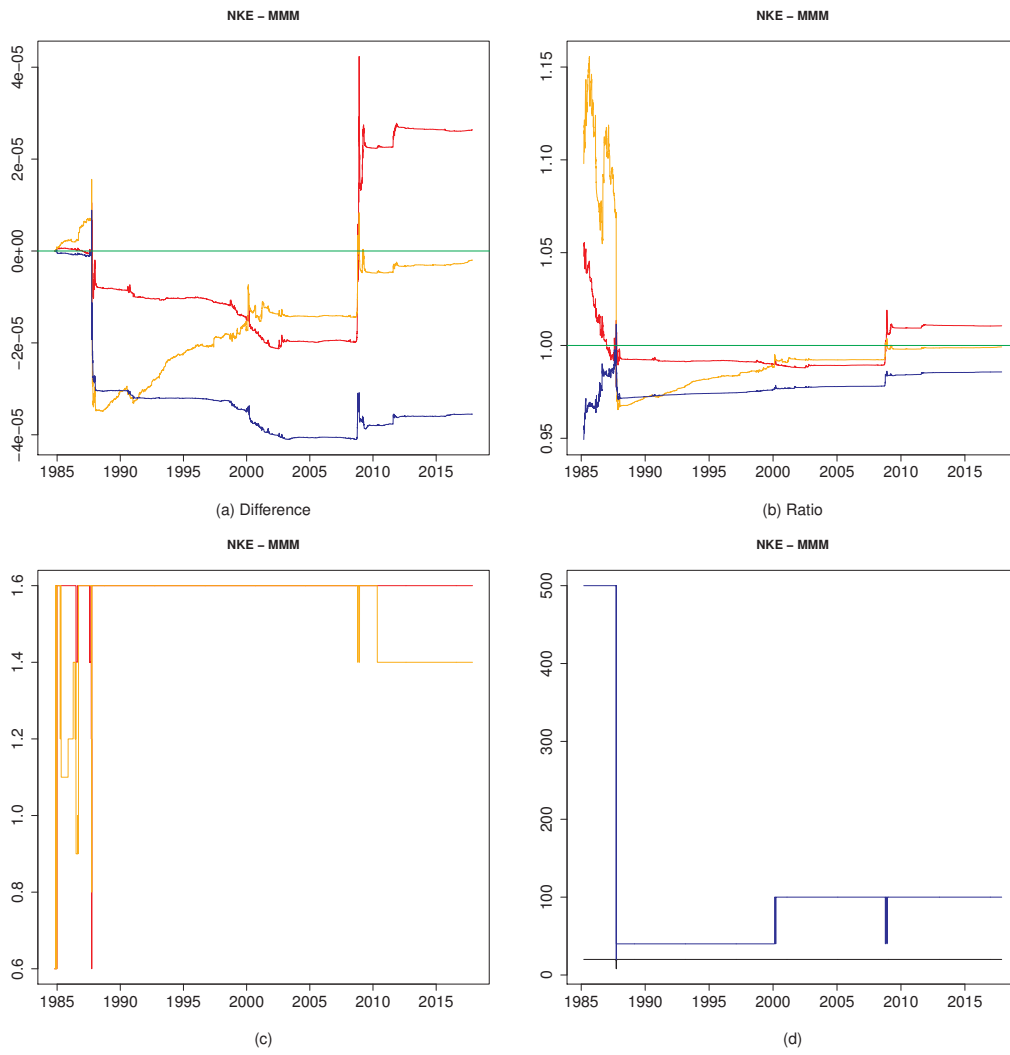 NKE – MMM
NKE – MMM
4e−05
2e−05
0e+00
−2e−05
−4e−05
1985 1990 1995 2000 2005 2010 2015
1.15
1.10
1.05
1.00
0.95
1985 1990 1995 2000 2005 2010 2015
(a) Difference
(b) Ratio
NKE – MMM
NKE – MMM
1.6
1.4
1.2
1.0
0.8
0.6
1985 1990 1995 2000 2005 2010 2015
500
400
300
200
100
0
1985 1990 1995 2000 2005 2010 2015
(c)
(d)